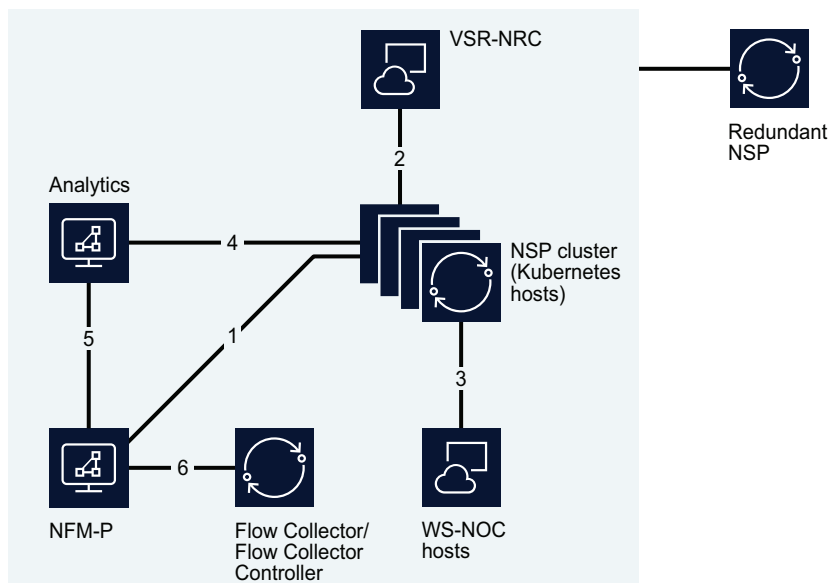 VSR-NRC
Redundant
NSP
2
Analytics
4
NSP cluster
(Kubernetes
hosts)
5
1
3
6
NFM-P
Flow Collector/
Flow Collector
Controller
WS-NOC
hosts